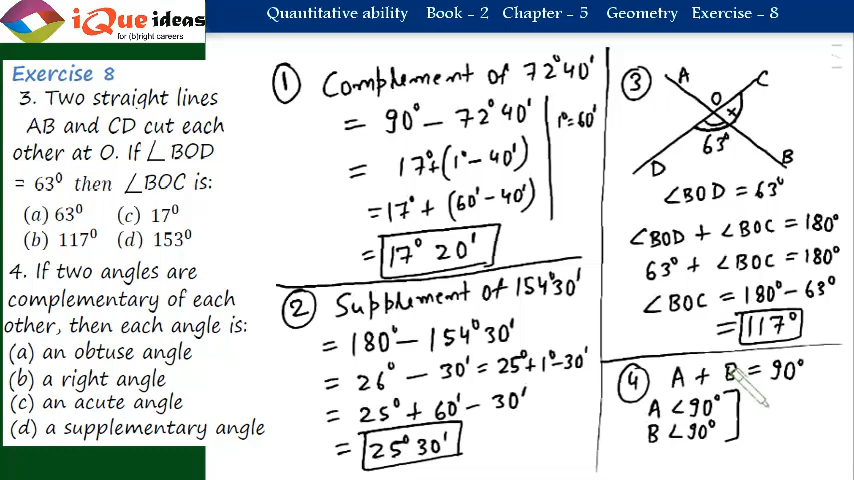 iQue ideas
for (b)right careers
Quantitative ability Book - 2 Chapter - 5 Geometry Exercise - 8
Exercise 8
3. Two straight lines
AB and CD cut each
other at O. If ∠BOD
= 63⁰ then ∠BOC is:
(a) 63⁰ (c) 17⁰
(b) 117⁰ (d) 153⁰
4. If two angles are
complementary of each
other, then each angle is:
(a) an obtuse angle
(b) a right angle
(c) an acute angle
(d) a supplementary angle
1 Complement of 72°40'
= 90° - 72°40'
1°=60'
= 17°+(1°-40')
= 17° + (60'-40')
= 17° 20'
2 Supplement of 154°30'
= 180° - 154°30'
= 26° - 30' = 25°+1°-30'
= 25° + 60' - 30'
= 25° 30'
3
A C
O
x
63°
D B
∠BOD = 63°
∠BOD + ∠BOC = 180°
63° + ∠BOC = 180°
∠BOC = 180° - 63°
= 117°
4 A + B = 90°
A < 90°
B < 90°